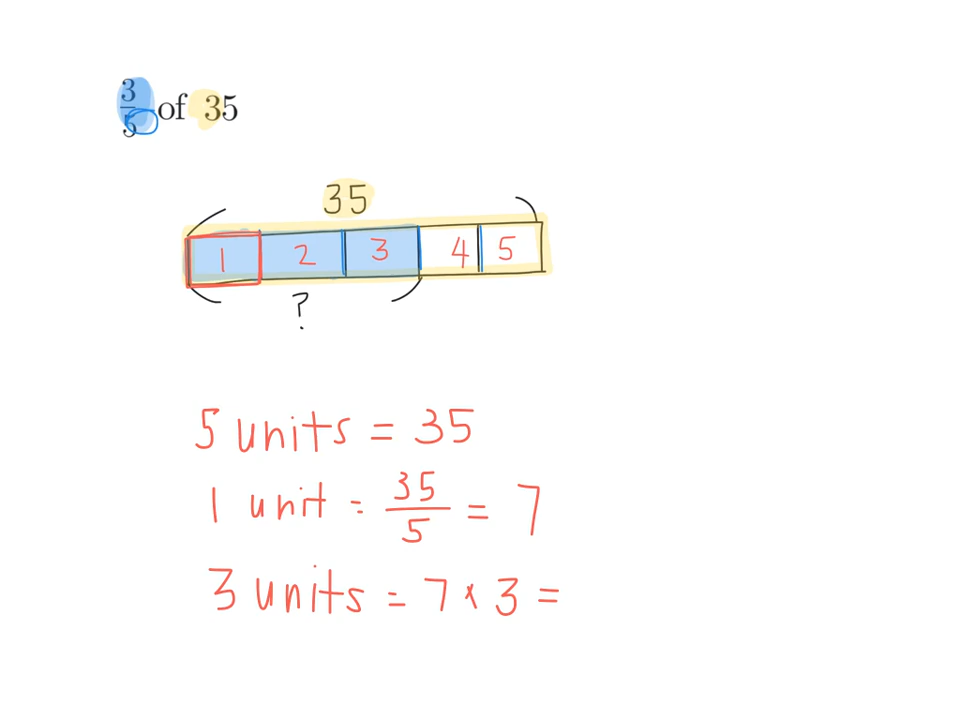 3/5 of 35
35
1 2 3 4 5
?
5 units = 35
1 unit = 35/5 = 7
3 units = 7 × 3 =